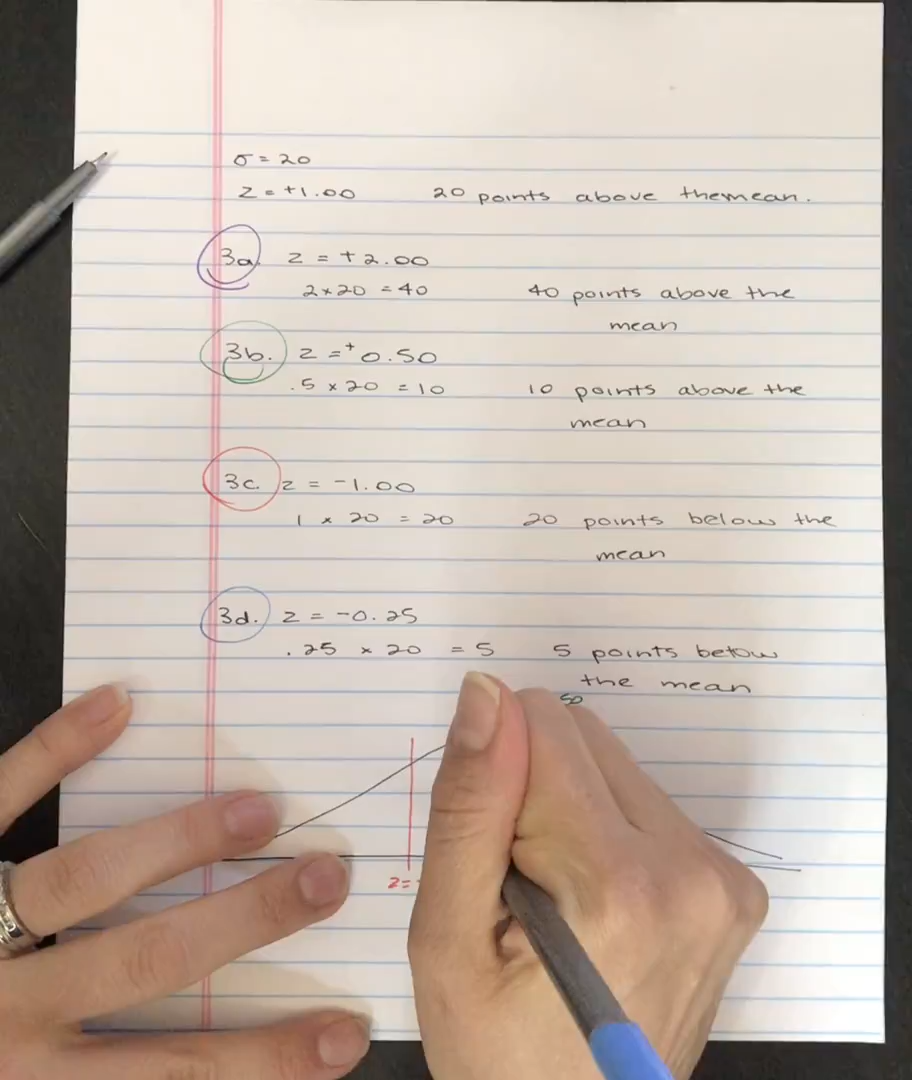 σ = 20
z = +1.00 20 points above themean.
3a. z = +2.00
2 × 20 = 40 40 points above the
mean
3b. z = +0.50
.5 × 20 = 10 10 points above the
mean
3c. z = -1.00
1 × 20 = 20 20 points below the
mean
3d. z = -0.25
.25 × 20 = 5 5 points below
the mean
50
z=